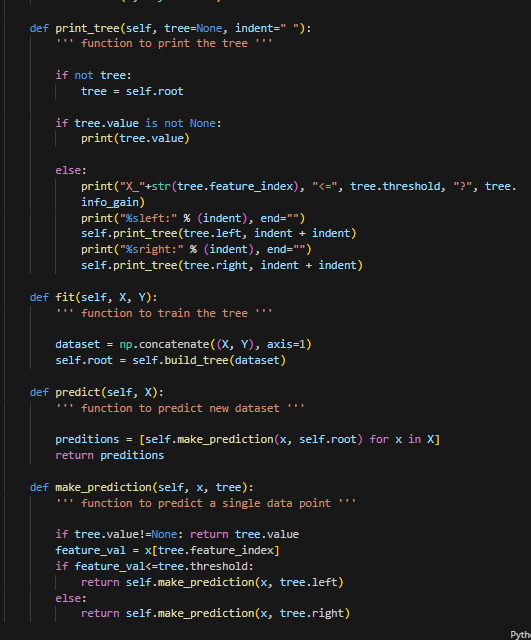 def print_tree(self, tree=None, indent=" "):
        ''' function to print the tree '''
        if not tree:
            tree = self.root
        if tree.value is not None:
            print(tree.value)
        else:
            print("X_"+str(tree.feature_index), "<=", tree.threshold, "?", tree.
            info_gain)
            print("%sleft:" % (indent), end="")
            self.print_tree(tree.left, indent + indent)
            print("%sright:" % (indent), end="")
            self.print_tree(tree.right, indent + indent)
    def fit(self, X, Y):
        ''' function to train the tree '''
        dataset = np.concatenate((X, Y), axis=1)
        self.root = self.build_tree(dataset)
    def predict(self, X):
        ''' function to predict new dataset '''
        preditions = [self.make_prediction(x, self.root) for x in X]
        return preditions
    def make_prediction(self, x, tree):
        ''' function to predict a single data point '''
        if tree.value!=None: return tree.value
        feature_val = x[tree.feature_index]
        if feature_val<=tree.threshold:
            return self.make_prediction(x, tree.left)
        else:
            return self.make_prediction(x, tree.right)
Pyth